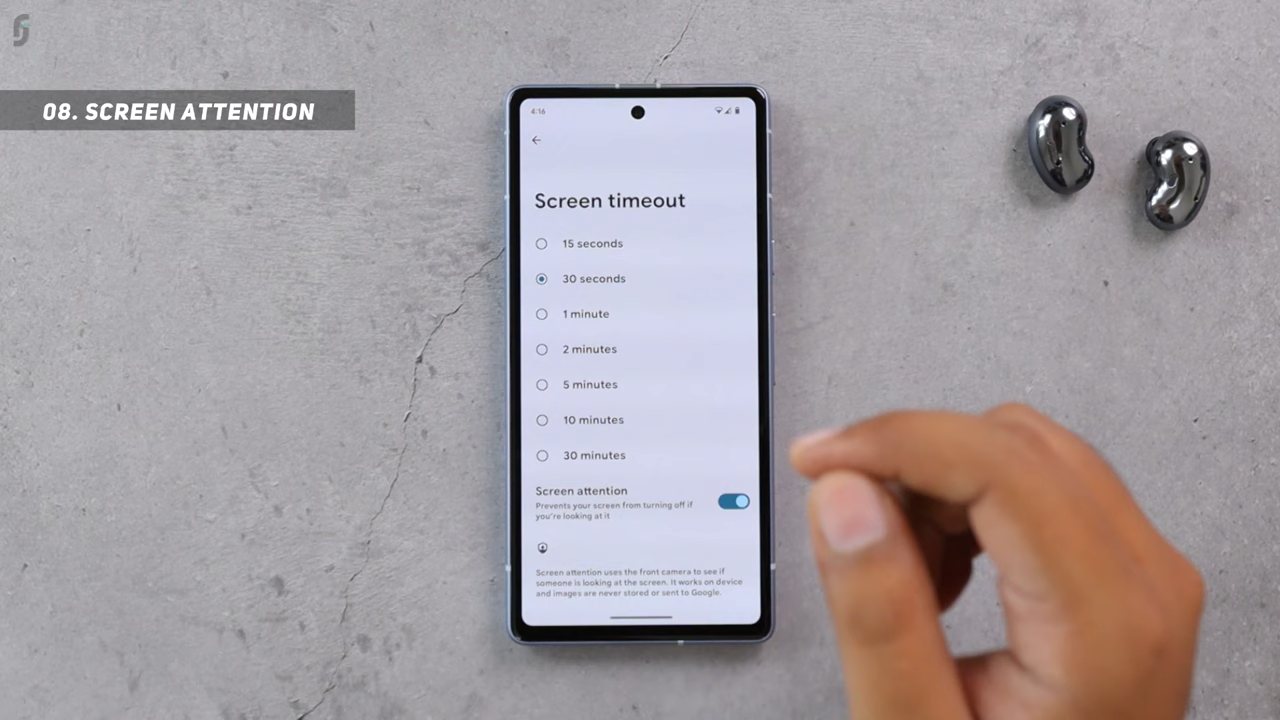 08. SCREEN ATTENTION
4:16
Screen timeout
15 seconds
30 seconds
1 minute
2 minutes
5 minutes
10 minutes
30 minutes
Screen attention
Prevents your screen from turning off if
you're looking at it
Screen attention uses the front camera to see if
someone is looking at the screen. It works on device
and images are never stored or sent to Google.